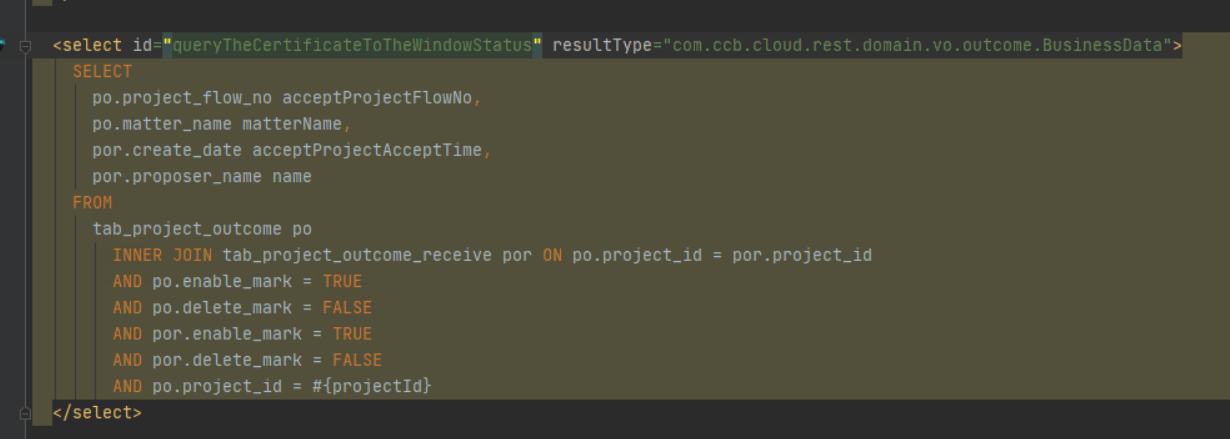 <select id="queryTheCertificateToTheWindowStatus" resultType="com.ccb.cloud.rest.domain.vo.outcome.BusinessData">
SELECT
po.project_flow_no acceptProjectFlowNo,
po.matter_name matterName,
por.create_date acceptProjectAcceptTime,
por.proposer_name name
FROM
tab_project_outcome po
INNER JOIN tab_project_outcome_receive por ON po.project_id = por.project_id
AND po.enable_mark = TRUE
AND po.delete_mark = FALSE
AND por.enable_mark = TRUE
AND por.delete_mark = FALSE
AND po.project_id = #{projectId}
</select>